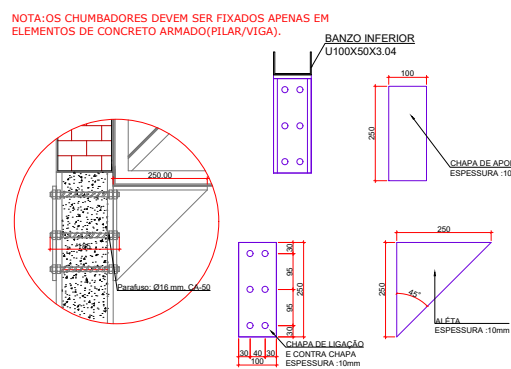 NOTA:OS CHUMBADORES DEVEM SER FIXADOS APENAS EM
ELEMENTOS DE CONCRETO ARMADO(PILAR/VIGA).
BANZO INFERIOR
U100X50X3.04
100
250
CHAPA DE APOI
ESPESSURA :10
250.00
Parafuso: Ø16 mm, CA-50
30
95
95
30
250
30 40 30
100
CHAPA DE LIGAÇÃO
E CONTRA CHAPA
ESPESSURA :10mm
250
250
45°
ALETA
ESPESSURA :10mm